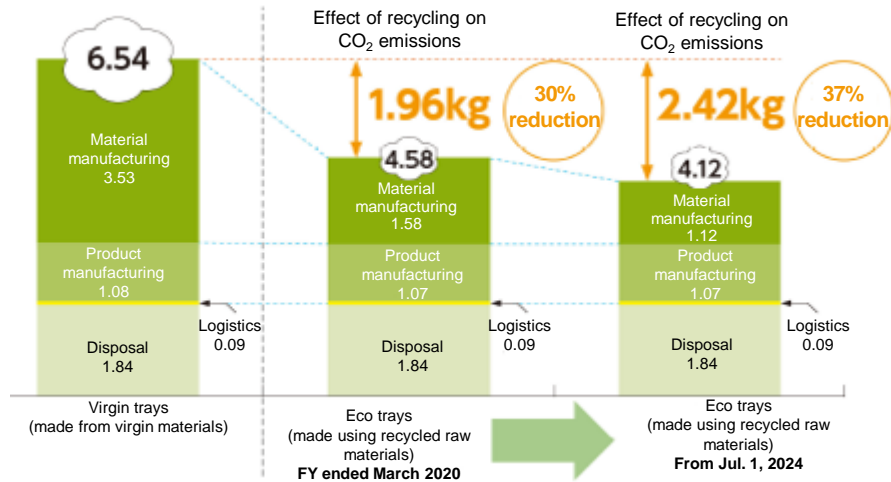 Effect of recycling on
CO₂ emissions
Effect of recycling on
CO₂ emissions
6.54
1.96kg
30%
reduction
2.42kg
37%
reduction
4.58
4.12
Material
manufacturing
3.53
Material
manufacturing
1.58
Material
manufacturing
1.12
Product
manufacturing
1.08
Product
manufacturing
1.07
Product
manufacturing
1.07
Logistics
0.09
Logistics
0.09
Logistics
0.09
Disposal
1.84
Disposal
1.84
Disposal
1.84
Virgin trays
(made from virgin materials)
Eco trays
(made using recycled raw
materials)
FY ended March 2020
Eco trays
(made using recycled raw
materials)
From Jul. 1, 2024